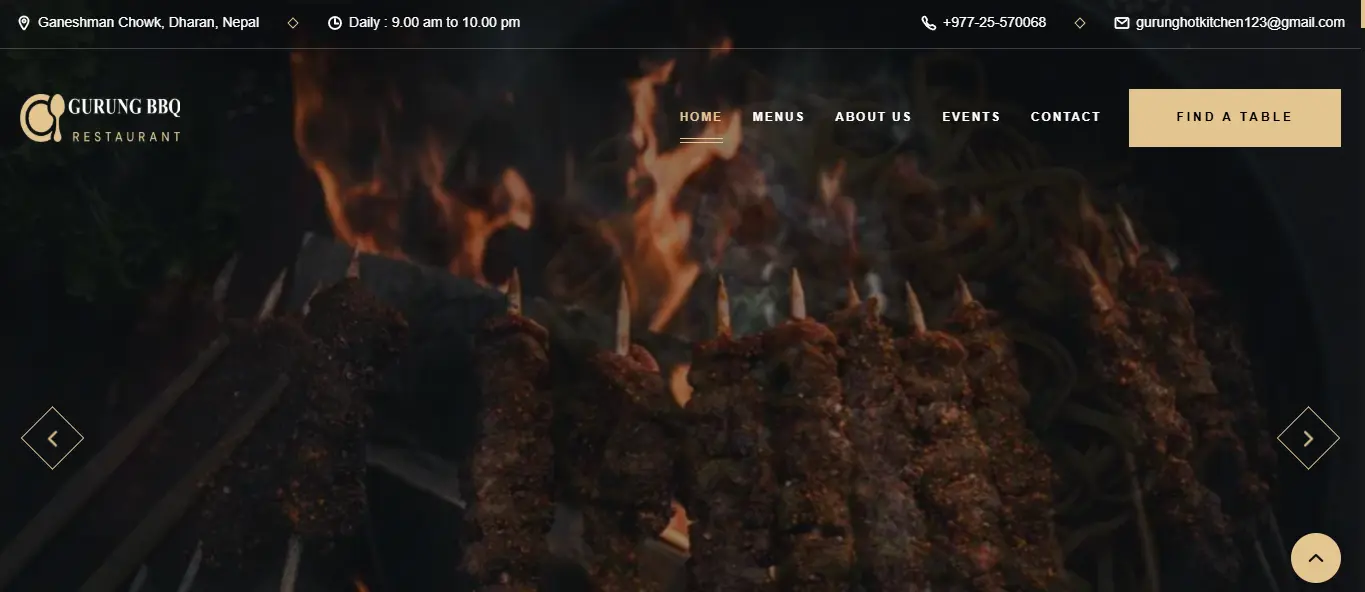 Ganeshman Chowk, Dharan, Nepal
Daily : 9.00 am to 10.00 pm
+977-25-570068
gurunghotkitchen123@gmail.com
GURUNG BBQ
RESTAURANT
HOME
MENUS
ABOUT US
EVENTS
CONTACT
FIND A TABLE